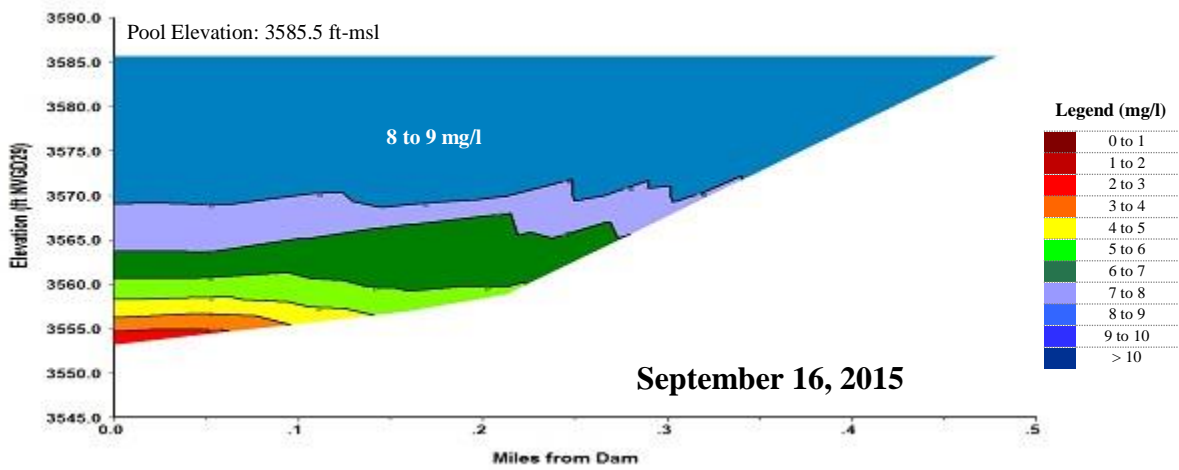 3590.0
Pool Elevation: 3585.5 ft-msl
3585.0
3580.0
3575.0
3570.0
3565.0
3560.0
3555.0
3550.0
3545.0
Elevation (ft NVGD29)
8 to 9 mg/l
September 16, 2015
0.0 .1 .2 .3 .4 .5
Miles from Dam
Legend (mg/l)
0 to 1
1 to 2
2 to 3
3 to 4
4 to 5
5 to 6
6 to 7
7 to 8
8 to 9
9 to 10
> 10